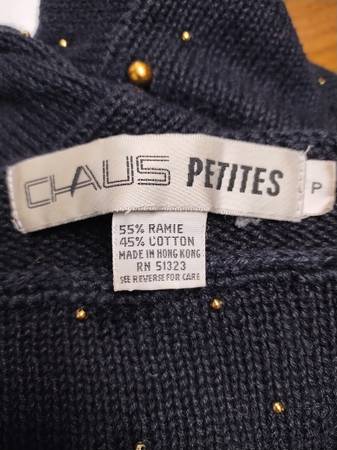 CHAUS PETITES
P
55% RAMIE
45% COTTON
MADE IN HONG KONG
RN 51323
SEE REVERSE FOR CARE